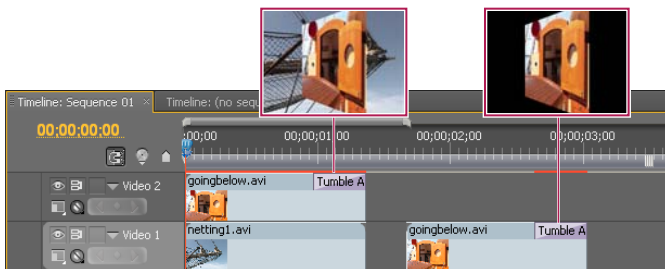 Timeline: Sequence 01 × Timeline: (no sequ
00;00;00;00
;00;00 00;00;01;00 00;00;02;00 00;00;03;00
Video 2
goingbelow.avi Tumble A
Video 1
netting1.avi goingbelow.avi Tumble A